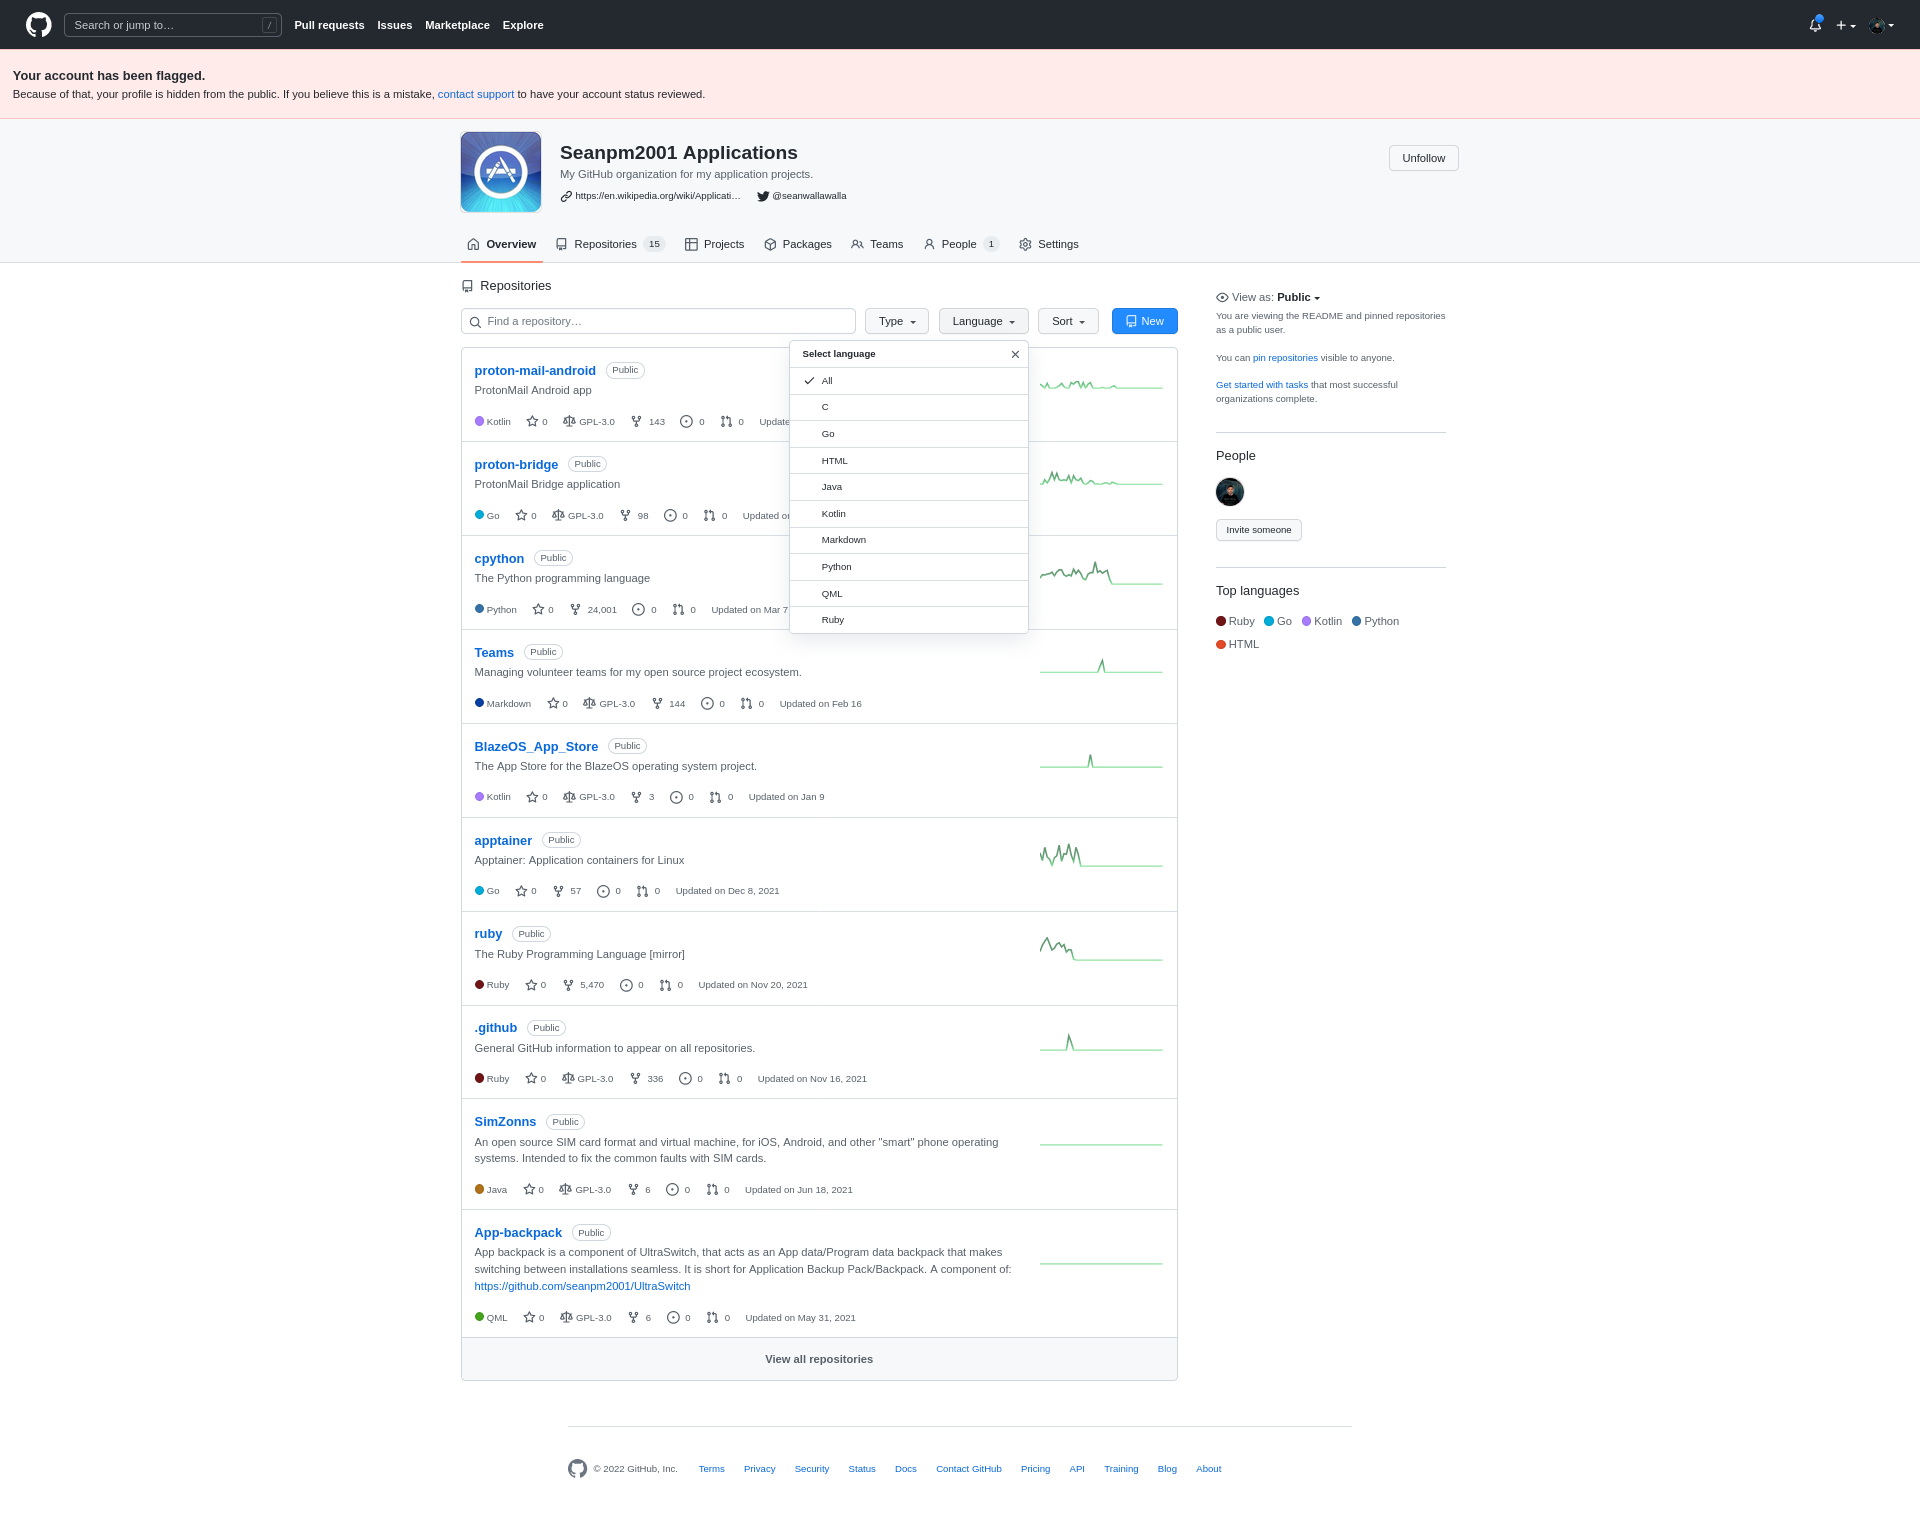 Search or jump to… /
Pull requests Issues Marketplace Explore
Your account has been flagged.
Because of that, your profile is hidden from the public. If you believe this is a mistake, contact support to have your account status reviewed.
Seanpm2001 Applications
My GitHub organization for my application projects.
https://en.wikipedia.org/wiki/Applicati… @seanwallawalla
Unfollow
Overview Repositories 15 Projects Packages Teams People 1 Settings
Repositories
Find a repository… Type Language Sort New
Select language
All
C
Go
HTML
Java
Kotlin
Markdown
Python
QML
Ruby
proton-mail-android Public
ProtonMail Android app
Kotlin 0 GPL-3.0 143 0 0 Update
proton-bridge Public
ProtonMail Bridge application
Go 0 GPL-3.0 98 0 0 Updated o
cpython Public
The Python programming language
Python 0 24,001 0 0 Updated on Mar 7
Teams Public
Managing volunteer teams for my open source project ecosystem.
Markdown 0 GPL-3.0 144 0 0 Updated on Feb 16
BlazeOS_App_Store Public
The App Store for the BlazeOS operating system project.
Kotlin 0 GPL-3.0 3 0 0 Updated on Jan 9
apptainer Public
Apptainer: Application containers for Linux
Go 0 57 0 0 Updated on Dec 8, 2021
ruby Public
The Ruby Programming Language [mirror]
Ruby 0 5,470 0 0 Updated on Nov 20, 2021
.github Public
General GitHub information to appear on all repositories.
Ruby 0 GPL-3.0 336 0 0 Updated on Nov 16, 2021
SimZonns Public
An open source SIM card format and virtual machine, for iOS, Android, and other "smart" phone operating
systems. Intended to fix the common faults with SIM cards.
Java 0 GPL-3.0 6 0 0 Updated on Jun 18, 2021
App-backpack Public
App backpack is a component of UltraSwitch, that acts as an App data/Program data backpack that makes
switching between installations seamless. It is short for Application Backup Pack/Backpack. A component of:
https://github.com/seanpm2001/UltraSwitch
QML 0 GPL-3.0 6 0 0 Updated on May 31, 2021
View all repositories
View as: Public
You are viewing the README and pinned repositories
as a public user.
You can pin repositories visible to anyone.
Get started with tasks that most successful
organizations complete.
People
Invite someone
Top languages
Ruby Go Kotlin Python
HTML
© 2022 GitHub, Inc. Terms Privacy Security Status Docs Contact GitHub Pricing API Training Blog About